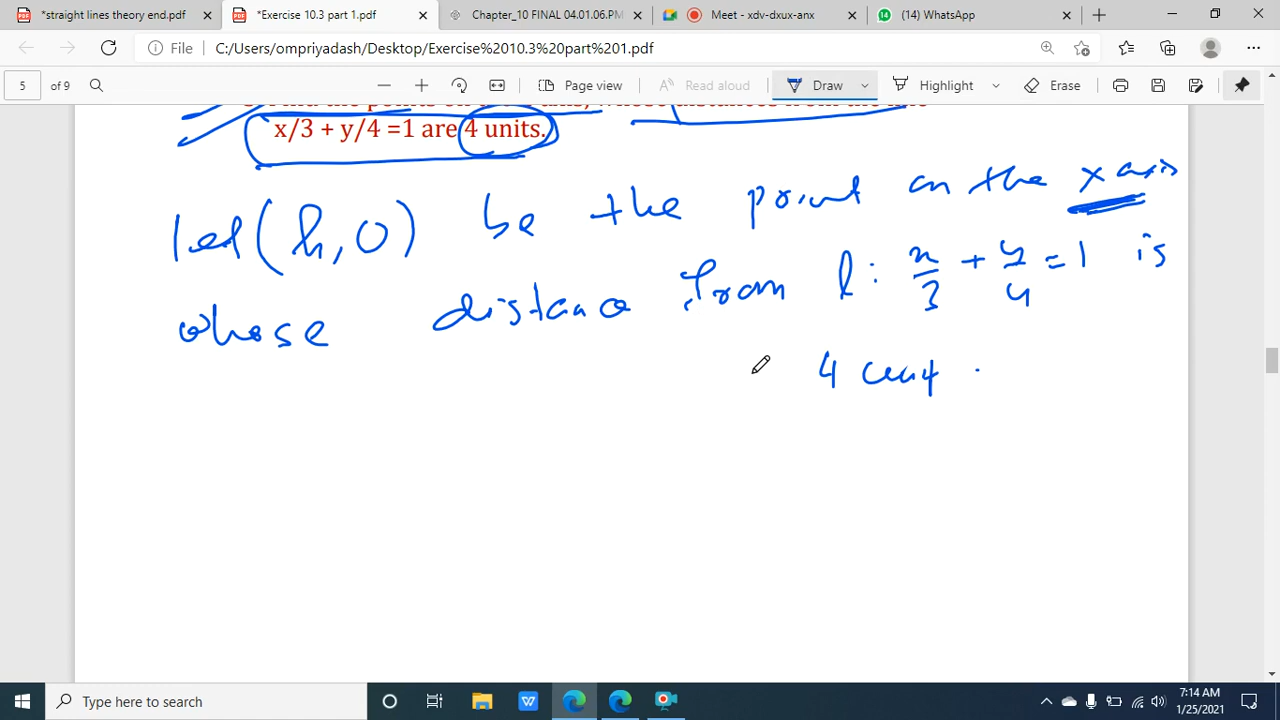 *straight lines theory end.pdf
*Exercise 10.3 part 1.pdf
Chapter_10 FINAL 04.01.06.PM
Meet - xdv-dxux-anx
(14) WhatsApp
File C:/Users/ompriyadash/Desktop/Exercise%2010.3%20part%201.pdf
5 of 9
Page view
Read aloud
Draw
Highlight
Erase
x/3 + y/4 =1 are 4 units.
let (h, 0) be the point on the x axis
whose distance from l: x/3 + y/4 = 1 is
4 unit.
Type here to search
7:14 AM
1/25/2021